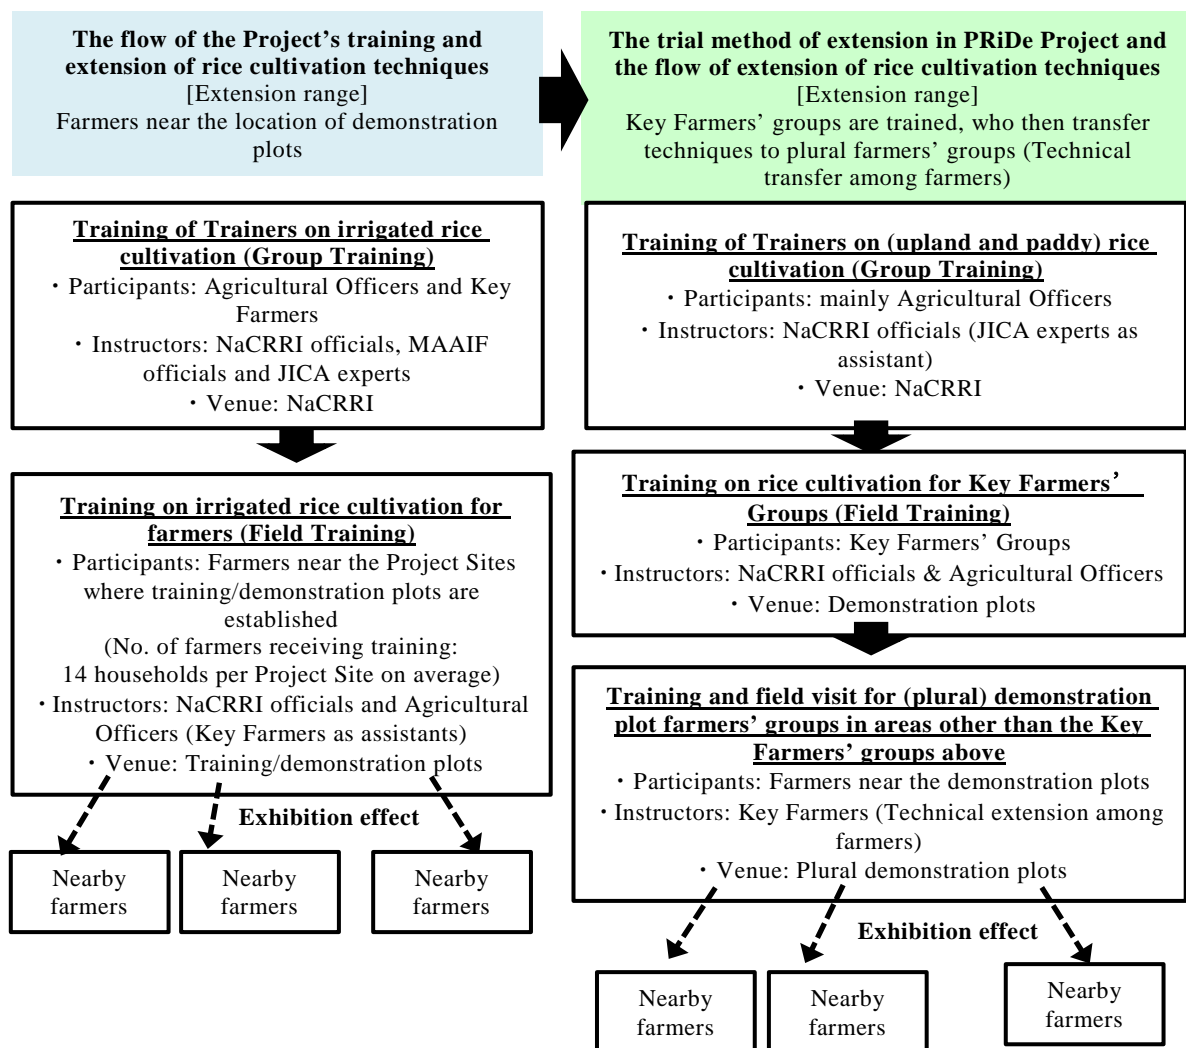 The flow of the Project's training and
extension of rice cultivation techniques
[Extension range]
Farmers near the location of demonstration
plots
Training of Trainers on irrigated rice
cultivation (Group Training)
・Participants: Agricultural Officers and Key
Farmers
・Instructors: NaCRRI officials, MAAIF
officials and JICA experts
・Venue: NaCRRI
Training on irrigated rice cultivation for
farmers (Field Training)
・Participants: Farmers near the Project Sites
where training/demonstration plots are
established
(No. of farmers receiving training:
14 households per Project Site on average)
・Instructors: NaCRRI officials and Agricultural
Officers (Key Farmers as assistants)
・Venue: Training/demonstration plots
Exhibition effect
Nearby
farmers
Nearby
farmers
Nearby
farmers
The trial method of extension in PRiDe Project and
the flow of extension of rice cultivation techniques
[Extension range]
Key Farmers' groups are trained, who then transfer
techniques to plural farmers' groups (Technical
transfer among farmers)
Training of Trainers on (upland and paddy) rice
cultivation (Group Training)
・Participants: mainly Agricultural Officers
・Instructors: NaCRRI officials (JICA experts as
assistant)
・Venue: NaCRRI
Training on rice cultivation for Key Farmers'
Groups (Field Training)
・Participants: Key Farmers' Groups
・Instructors: NaCRRI officials & Agricultural Officers
・Venue: Demonstration plots
Training and field visit for (plural) demonstration
plot farmers' groups in areas other than the Key
Farmers' groups above
・Participants: Farmers near the demonstration plots
・Instructors: Key Farmers (Technical extension among
farmers)
・Venue: Plural demonstration plots
Exhibition effect
Nearby
farmers
Nearby
farmers
Nearby
farmers